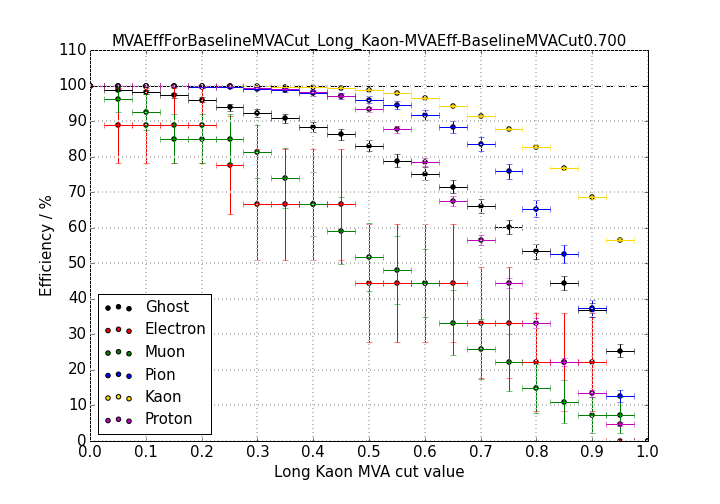 MVAEffForBaselineMVACut_Long_Kaon-MVAEff-BaselineMVACut0.700
110
100
90
80
70
60
50
40
30
20
10
0
Efficiency / %
Ghost
Electron
Muon
Pion
Kaon
Proton
0.0 0.1 0.2 0.3 0.4 0.5 0.6 0.7 0.8 0.9 1.0
Long Kaon MVA cut value